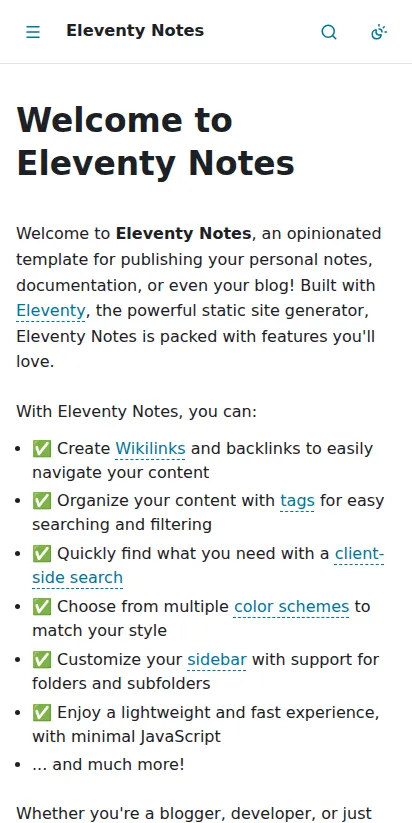 Eleventy Notes
Welcome to
Eleventy Notes
Welcome to Eleventy Notes, an opinionated
template for publishing your personal notes,
documentation, or even your blog! Built with
Eleventy, the powerful static site generator,
Eleventy Notes is packed with features you'll
love.
With Eleventy Notes, you can:
• ✅ Create Wikilinks and backlinks to easily
navigate your content
• ✅ Organize your content with tags for easy
searching and filtering
• ✅ Quickly find what you need with a client-
side search
• ✅ Choose from multiple color schemes to
match your style
• ✅ Customize your sidebar with support for
folders and subfolders
• ✅ Enjoy a lightweight and fast experience,
with minimal JavaScript
• ... and much more!
Whether you're a blogger, developer, or just